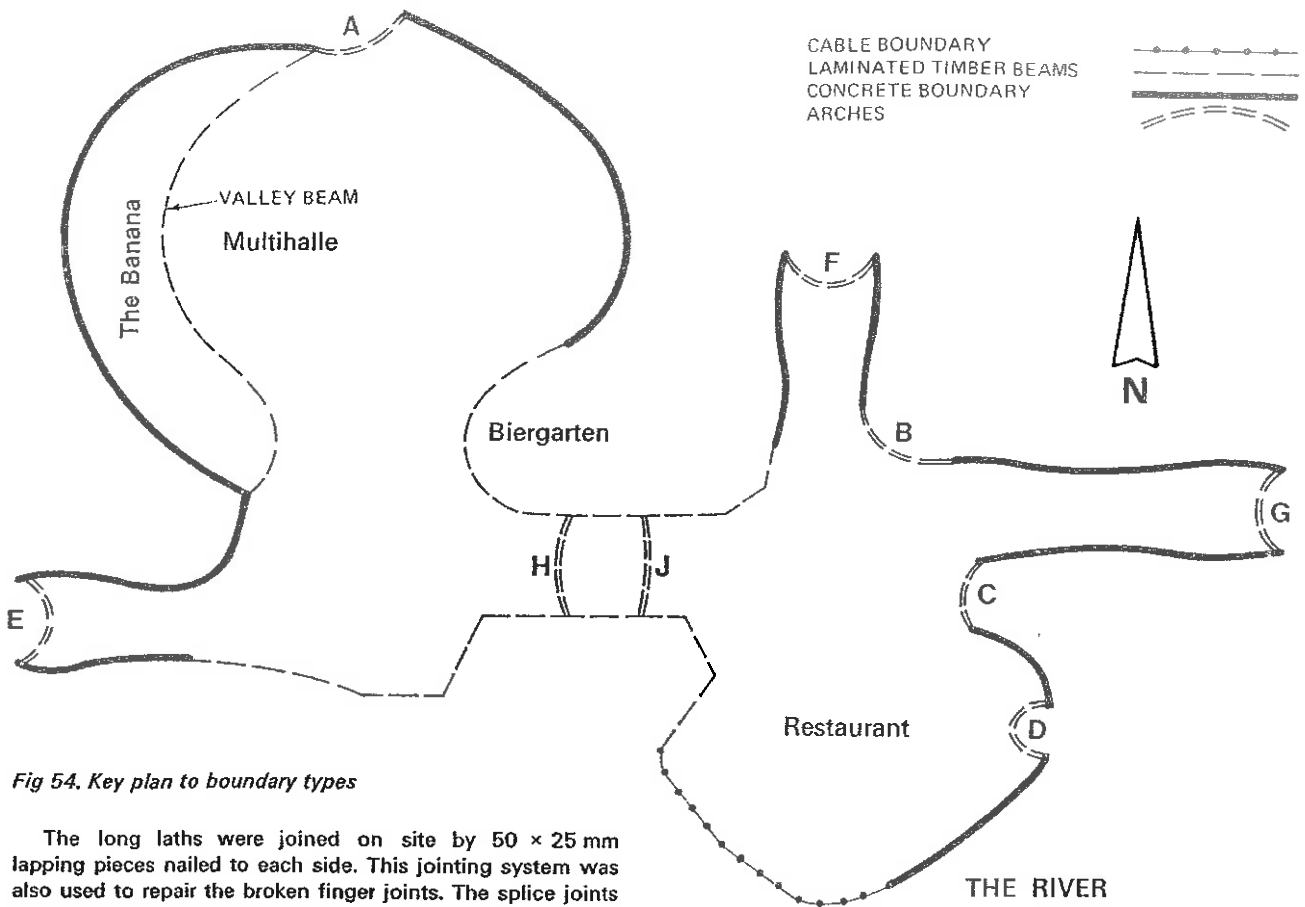 A
CABLE BOUNDARY
LAMINATED TIMBER BEAMS
CONCRETE BOUNDARY
ARCHES
The Banana
VALLEY BEAM
Multihalle
F
N
Biergarten
B
G
H
J
E
C
Restaurant
D
THE RIVER
Fig 54. Key plan to boundary types
The long laths were joined on site by 50 × 25 mm
lapping pieces nailed to each side. This jointing system was
also used to repair the broken finger joints. The splice joints